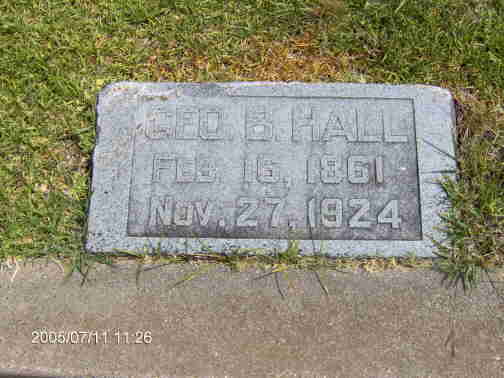 GEO. B. HALL
FEB. 16, 1861
NOV. 27, 1924
2005/07/11 11:26